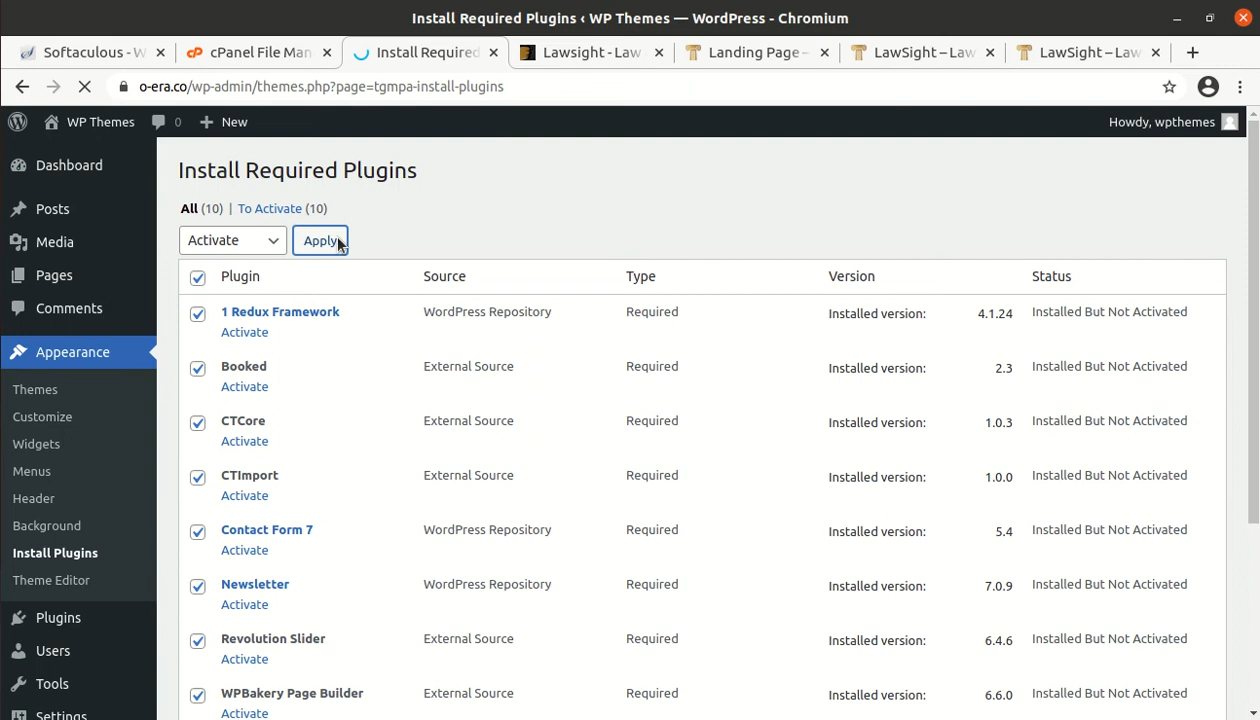 Install Required Plugins ‹ WP Themes — WordPress - Chromium
Softaculous - W
cPanel File Man
Install Required
Lawsight - Law
Landing Page –
LawSight – Law
LawSight – Law
o-era.co/wp-admin/themes.php?page=tgmpa-install-plugins
WP Themes 0 New Howdy, wpthemes
Dashboard
Posts
Media
Pages
Comments
Appearance
Themes
Customize
Widgets
Menus
Header
Background
Install Plugins
Theme Editor
Plugins
Users
Tools
Settings
Install Required Plugins
All (10) | To Activate (10)
Activate Apply
Plugin Source Type Version Status
1 Redux Framework WordPress Repository Required Installed version: 4.1.24 Installed But Not Activated
Activate
Booked External Source Required Installed version: 2.3 Installed But Not Activated
Activate
CTCore External Source Required Installed version: 1.0.3 Installed But Not Activated
Activate
CTImport External Source Required Installed version: 1.0.0 Installed But Not Activated
Activate
Contact Form 7 WordPress Repository Required Installed version: 5.4 Installed But Not Activated
Activate
Newsletter WordPress Repository Required Installed version: 7.0.9 Installed But Not Activated
Activate
Revolution Slider External Source Required Installed version: 6.4.6 Installed But Not Activated
Activate
WPBakery Page Builder External Source Required Installed version: 6.6.0 Installed But Not Activated
Activate